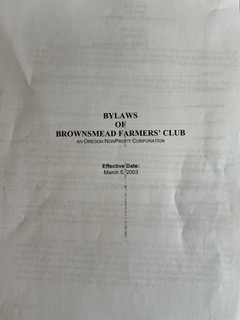 BYLAWS
OF
BROWNSMEAD FARMERS' CLUB
AN OREGON NONPROFIT CORPORATION
Effective Date:
March 5, 2003